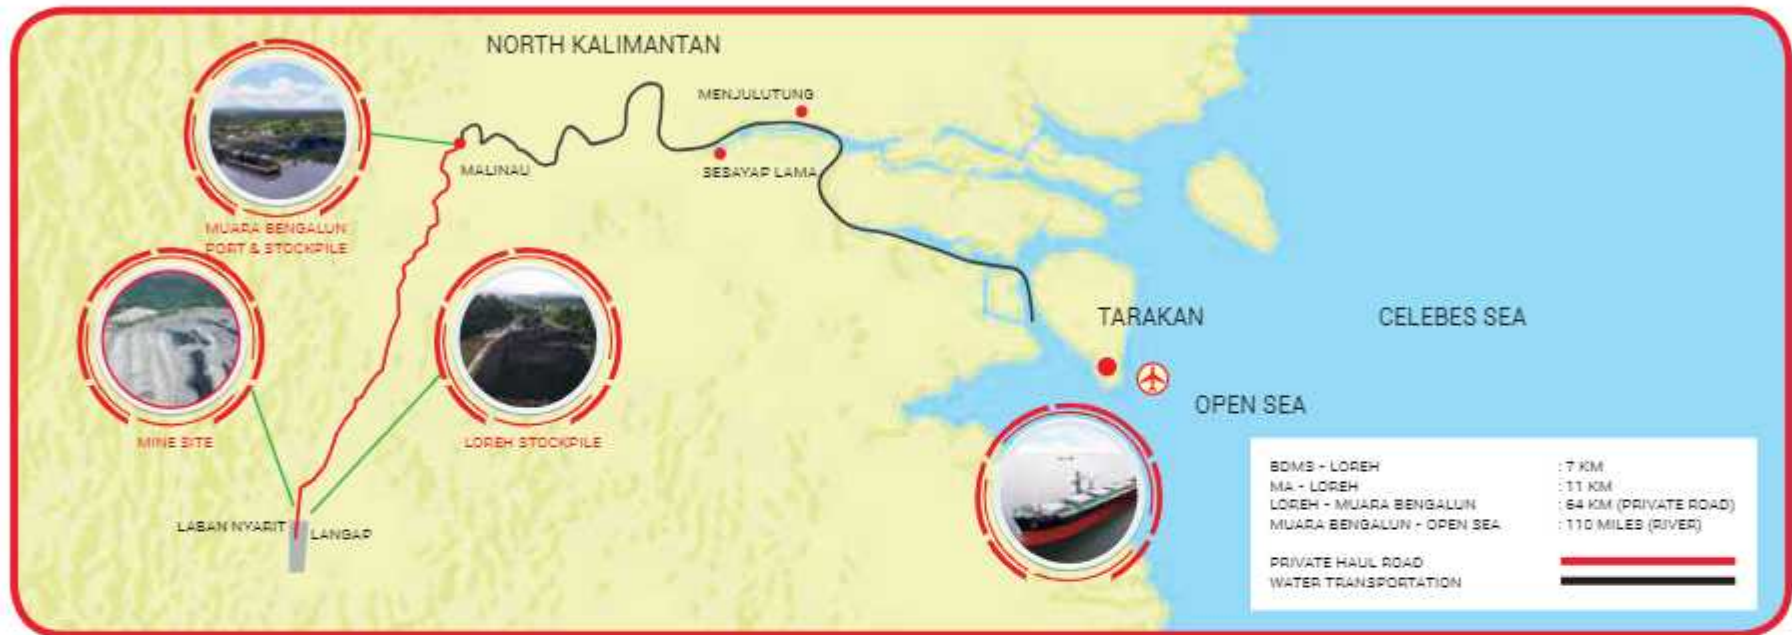 NORTH KALIMANTAN
MENJULUTUNG
MALINAU
SESAYAP LAMA
MUARA BENGALUN
PORT & STOCKPILE
MINE SITE
LOREH STOCKPILE
TARAKAN
CELEBES SEA
OPEN SEA
LABAN NYARIT
LANGAP
BDMS - LOREH : 7 KM
MA - LOREH : 11 KM
LOREH - MUARA BENGALUN : 64 KM (PRIVATE ROAD)
MUARA BENGALUN - OPEN SEA : 110 MILES (RIVER)
PRIVATE HAUL ROAD
WATER TRANSPORTATION